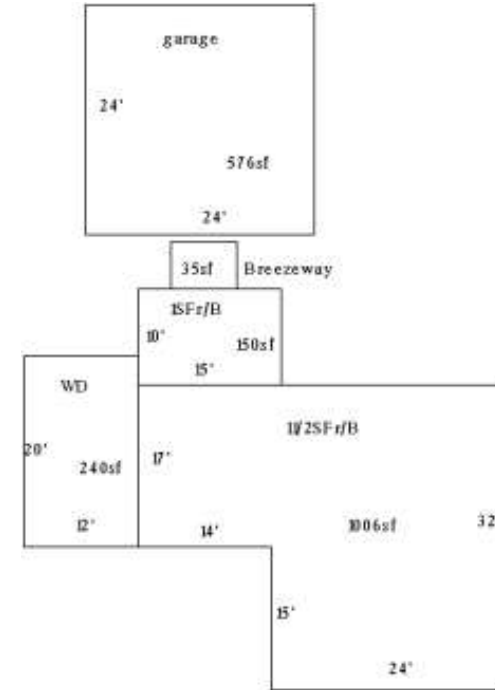 garage
24'
576sf
24'
35sf Breezeway
1SFr/B
10'
150sf
15'
WD
11/2SFr/B
20'
240sf
17'
12'
14'
1006sf
32
15'
24'